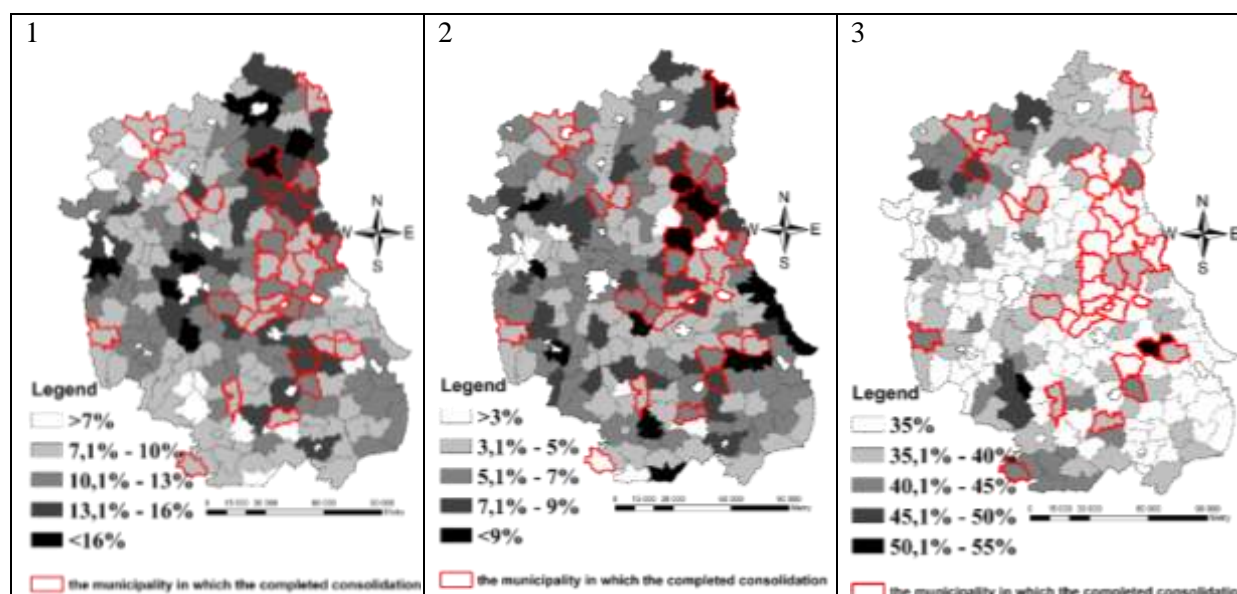 1
N
W E
S
Legend
>7%
7,1% - 10%
10,1% - 13%
13,1% - 16%
<16%
the municipality in which the completed consolidation
2
N
W E
S
Legend
>3%
3,1% - 5%
5,1% - 7%
7,1% - 9%
<9%
the municipality in which the completed consolidation
3
N
W E
S
Legend
35%
35,1% - 40%
40,1% - 45%
45,1% - 50%
50,1% - 55%
the municipality in which the completed consolidation